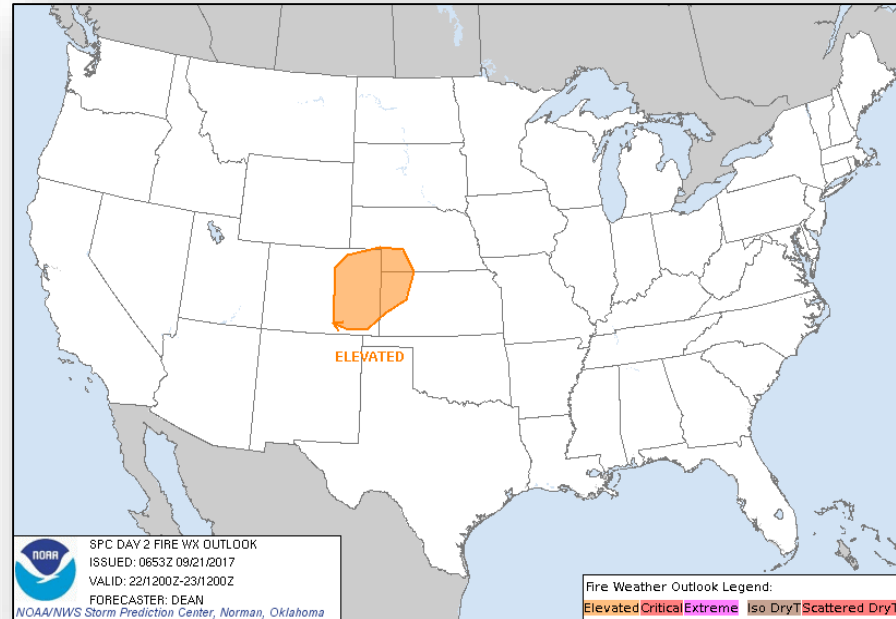 ELEVATED
NOAA
SPC DAY 2 FIRE WX OUTLOOK
ISSUED: 0653Z 09/21/2017
VALID: 22/1200Z-23/1200Z
FORECASTER: DEAN
NOAA/NWS Storm Prediction Center, Norman, Oklahoma
Fire Weather Outlook Legend:
Elevated Critical Extreme Iso DryT Scattered DryT